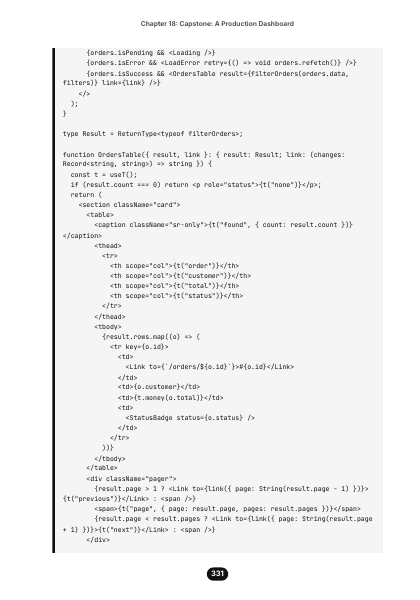 Chapter 18: Capstone: A Production Dashboard
      {orders.isPending && <Loading />}
      {orders.isError && <LoadError retry={() => void orders.refetch()} />}
      {orders.isSuccess && <OrdersTable result={filterOrders(orders.data,
filters)} link={link} />}
    </>
  );
}

type Result = ReturnType<typeof filterOrders>;

function OrdersTable({ result, link }: { result: Result; link: (changes:
Record<string, string>) => string }) {
  const t = useT();
  if (result.count === 0) return <p role="status">{t("none")}</p>;
  return (
    <section className="card">
      <table>
        <caption className="sr-only">{t("found", { count: result.count })}
</caption>
        <thead>
          <tr>
            <th scope="col">{t("order")}</th>
            <th scope="col">{t("customer")}</th>
            <th scope="col">{t("total")}</th>
            <th scope="col">{t("status")}</th>
          </tr>
        </thead>
        <tbody>
          {result.rows.map((o) => (
            <tr key={o.id}>
              <td>
                <Link to={`/orders/${o.id}`}>#{o.id}</Link>
              </td>
              <td>{o.customer}</td>
              <td>{t.money(o.total)}</td>
              <td>
                <StatusBadge status={o.status} />
              </td>
            </tr>
          ))}
        </tbody>
      </table>
      <div className="pager">
        {result.page > 1 ? <Link to={link({ page: String(result.page - 1) })}>
{t("previous")}</Link> : <span />}
        <span>{t("page", { page: result.page, pages: result.pages })}</span>
        {result.page < result.pages ? <Link to={link({ page: String(result.page
+ 1) })}>{t("next")}</Link> : <span />}
      </div>
331